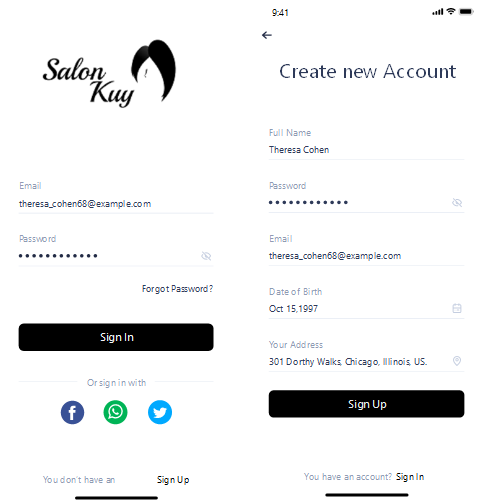 Salon
Kuy
Email
theresa_cohen68@example.com
Password
Forgot Password?
Sign In
Or sign in with
You don't have an
Sign Up
9:41
Create new Account
Full Name
Theresa Cohen
Password
Email
theresa_cohen68@example.com
Date of Birth
Oct 15,1997
Your Address
301 Dorthy Walks, Chicago, Illinois, US.
Sign Up
You have an account? Sign In